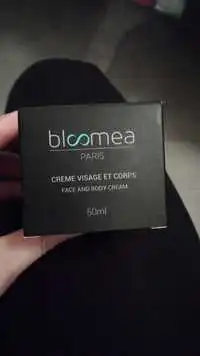 bloomea
PARIS
CREME VISAGE ET CORPS
FACE AND BODY-CREAM
50ml